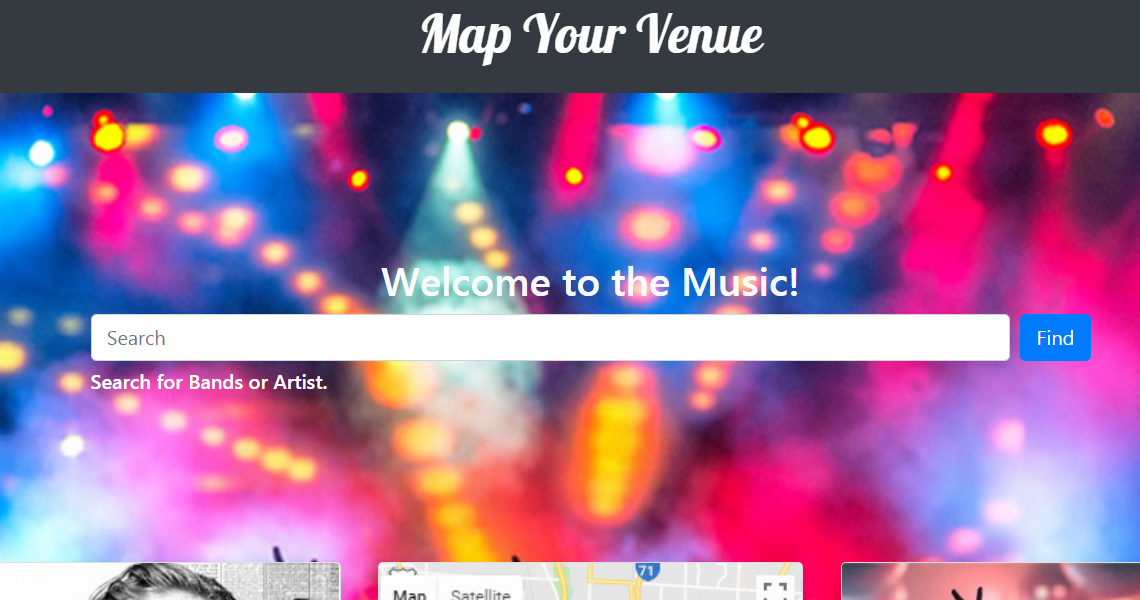 Map Your Venue
Welcome to the Music!
Search
Find
Search for Bands or Artist.
71
Map
Satellite